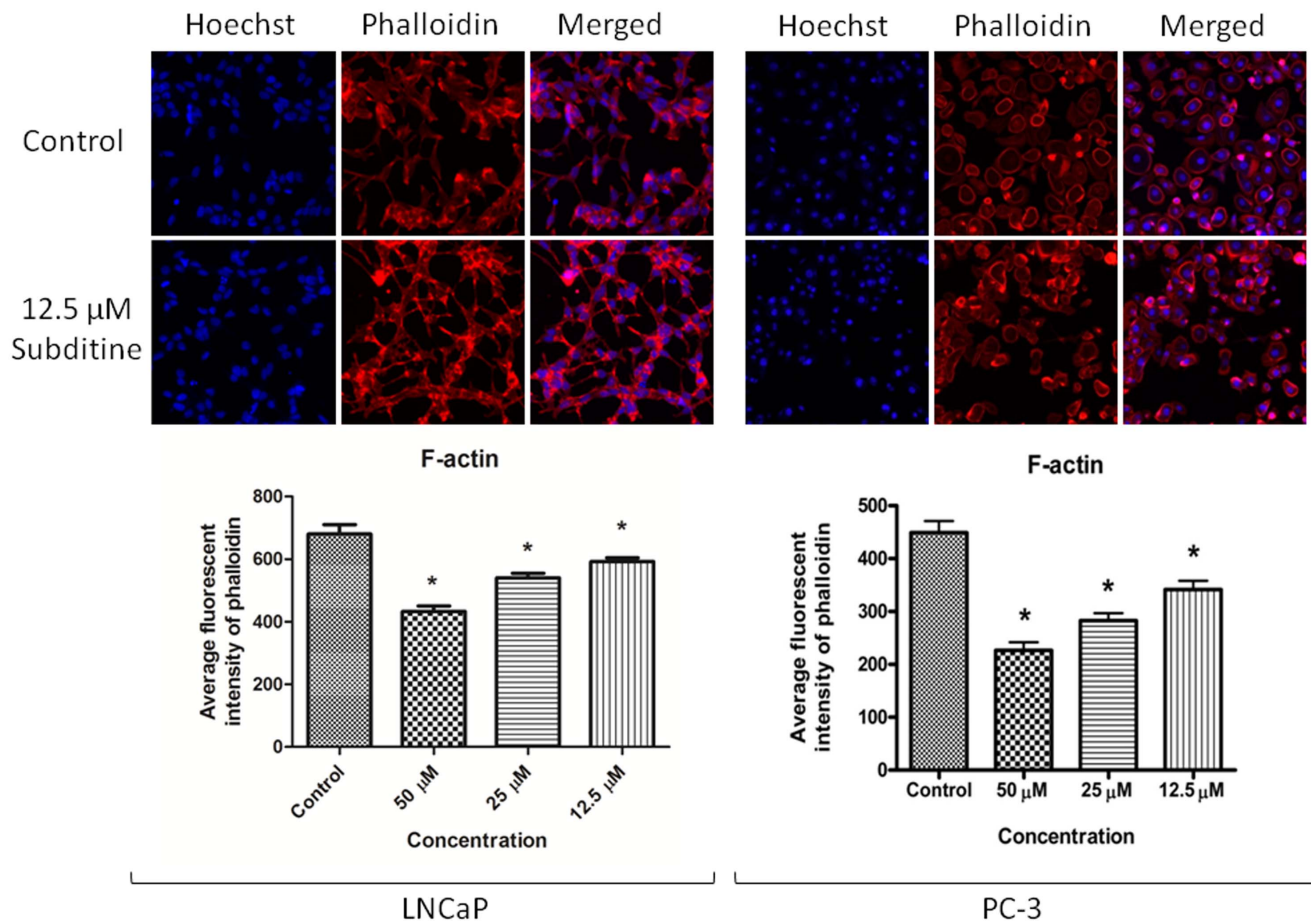 Hoechst Phalloidin Merged Hoechst Phalloidin Merged
Control
12.5 μM
Subditine
F-actin
Average fluorescent
intensity of phalloidin
800
600
400
200
0
* * *
Control 50 μM 25 μM 12.5 μM
Concentration
F-actin
Average fluorescent
intensity of phalloidin
500
400
300
200
100
0
* * *
Control 50 μM 25 μM 12.5 μM
Concentration
LNCaP PC-3